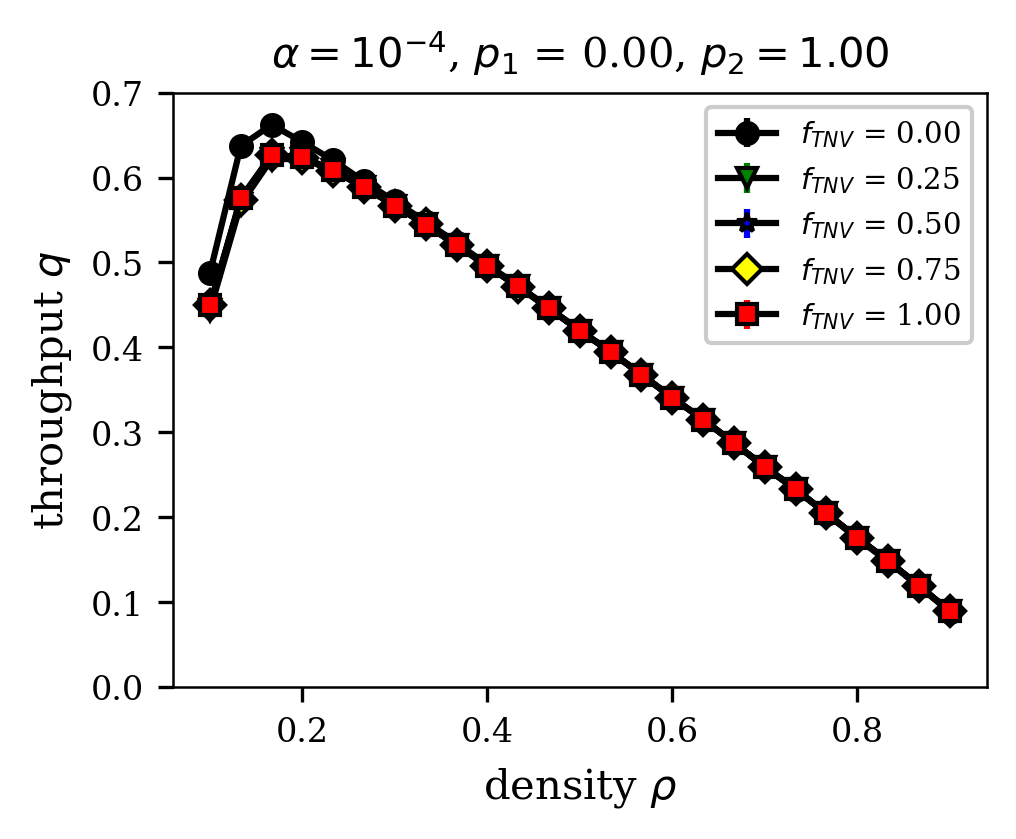 α = 10⁻⁴, p₁ = 0.00, p₂ = 1.00
0.7
0.6
0.5
0.4
0.3
0.2
0.1
0.0
throughput q
f_TNV = 0.00
f_TNV = 0.25
f_TNV = 0.50
f_TNV = 0.75
f_TNV = 1.00
0.2 0.4 0.6 0.8
density ρ